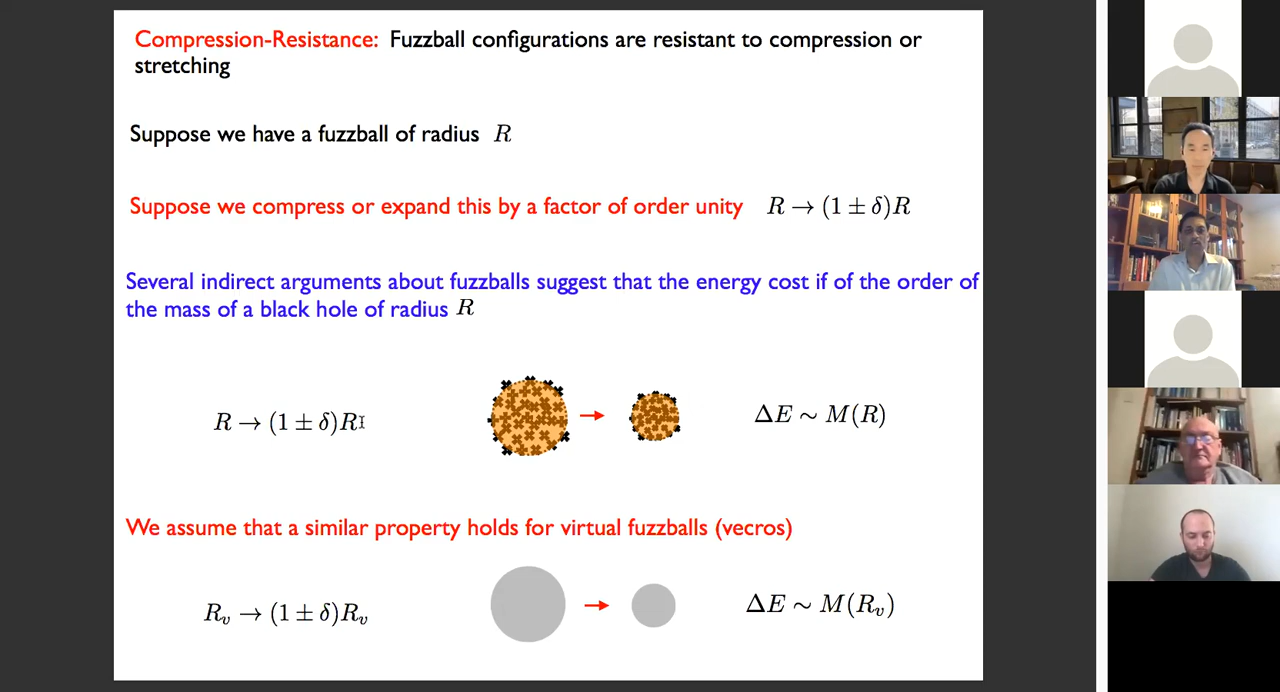 Compression-Resistance: Fuzzball configurations are resistant to compression or
stretching
Suppose we have a fuzzball of radius R
Suppose we compress or expand this by a factor of order unity R → (1 ± δ)R
Several indirect arguments about fuzzballs suggest that the energy cost if of the order of
the mass of a black hole of radius R
R → (1 ± δ)R ΔE ∼ M(R)
We assume that a similar property holds for virtual fuzzballs (vecros)
Rᵥ → (1 ± δ)Rᵥ ΔE ∼ M(Rᵥ)